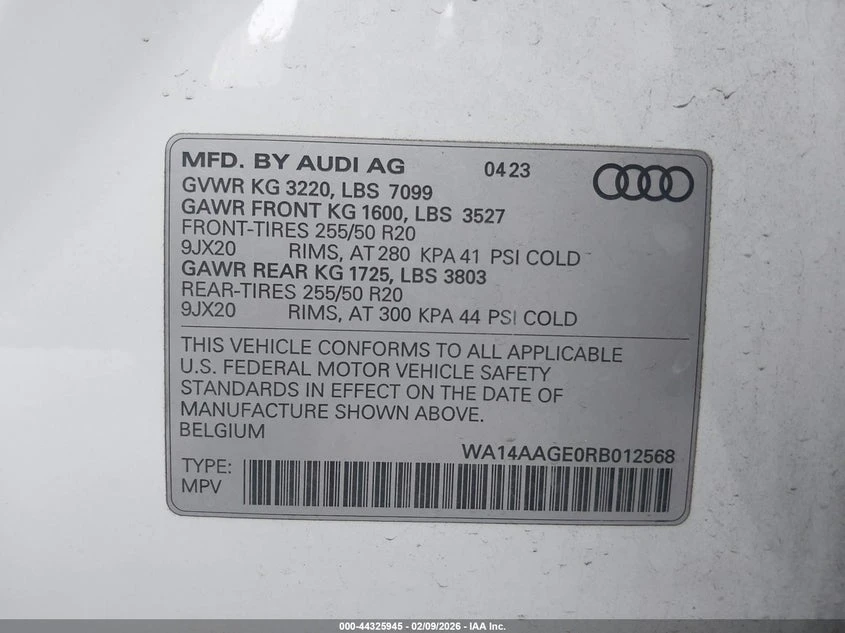 MFD. BY AUDI AG 0423
GVWR KG 3220, LBS 7099
GAWR FRONT KG 1600, LBS 3527
FRONT-TIRES 255/50 R20
9JX20 RIMS, AT 280 KPA 41 PSI COLD
GAWR REAR KG 1725, LBS 3803
REAR-TIRES 255/50 R20
9JX20 RIMS, AT 300 KPA 44 PSI COLD
THIS VEHICLE CONFORMS TO ALL APPLICABLE
U.S. FEDERAL MOTOR VEHICLE SAFETY
STANDARDS IN EFFECT ON THE DATE OF
MANUFACTURE SHOWN ABOVE.
BELGIUM
WA14AAGE0RB012568
TYPE:
MPV
000-44325945 - 02/09/2026 - IAA Inc.